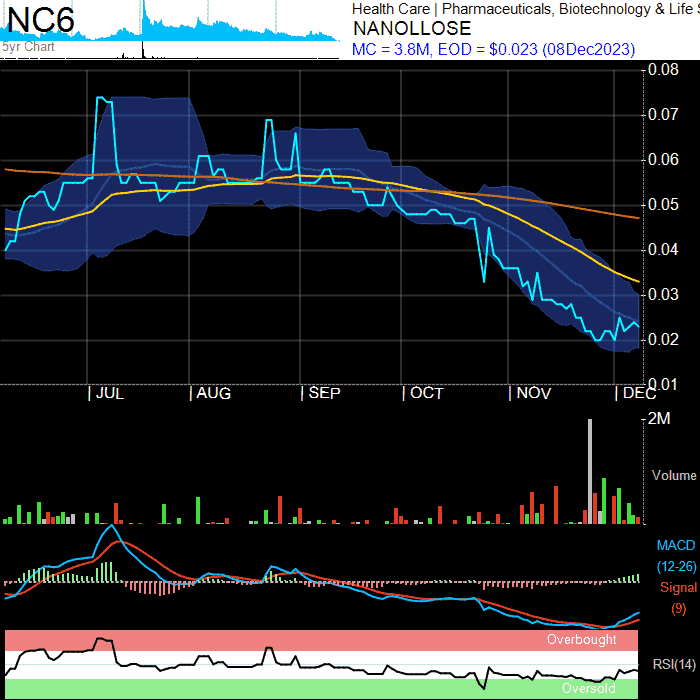 NC6
5yr Chart
Health Care | Pharmaceuticals, Biotechnology & Life S
NANOLLOSE
MC = 3.8M, EOD = $0.023 (08Dec2023)
0.08
0.07
0.06
0.05
0.04
0.03
0.02
0.01
| JUL | AUG | SEP | OCT | NOV | DEC
2M
Volume
MACD
(12-26)
Signal
(9)
Overbought
RSI(14)
Oversold